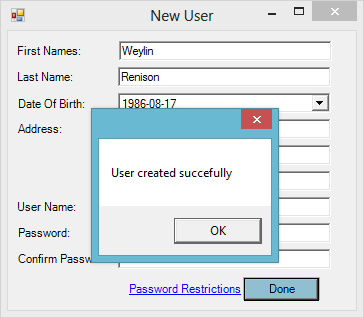 New User
First Names:
Weylin
Last Name:
Renison
Date Of Birth:
1986-08-17
Address:
User created succefully
OK
User Name:
Password:
Confirm Passw
Password Restrictions
Done